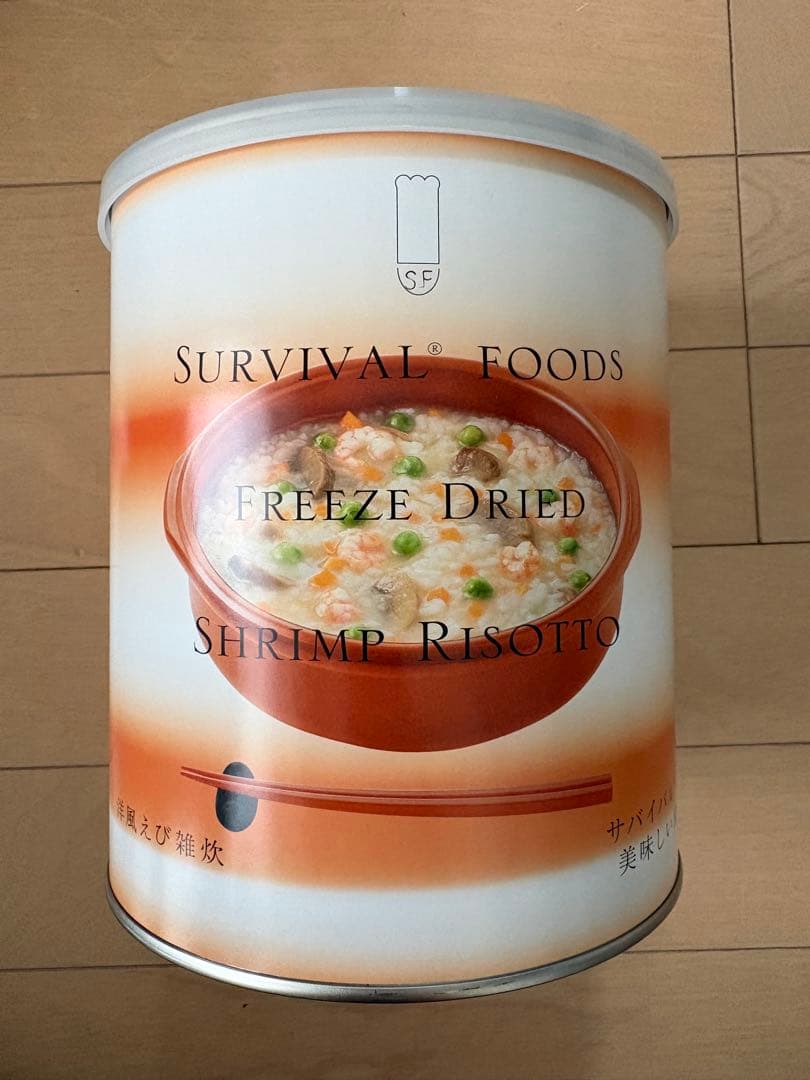 SF
SURVIVAL® FOODS
FREEZE DRIED
SHRIMP RISOTTO
洋風えび雑炊
サバイバ
美味しい